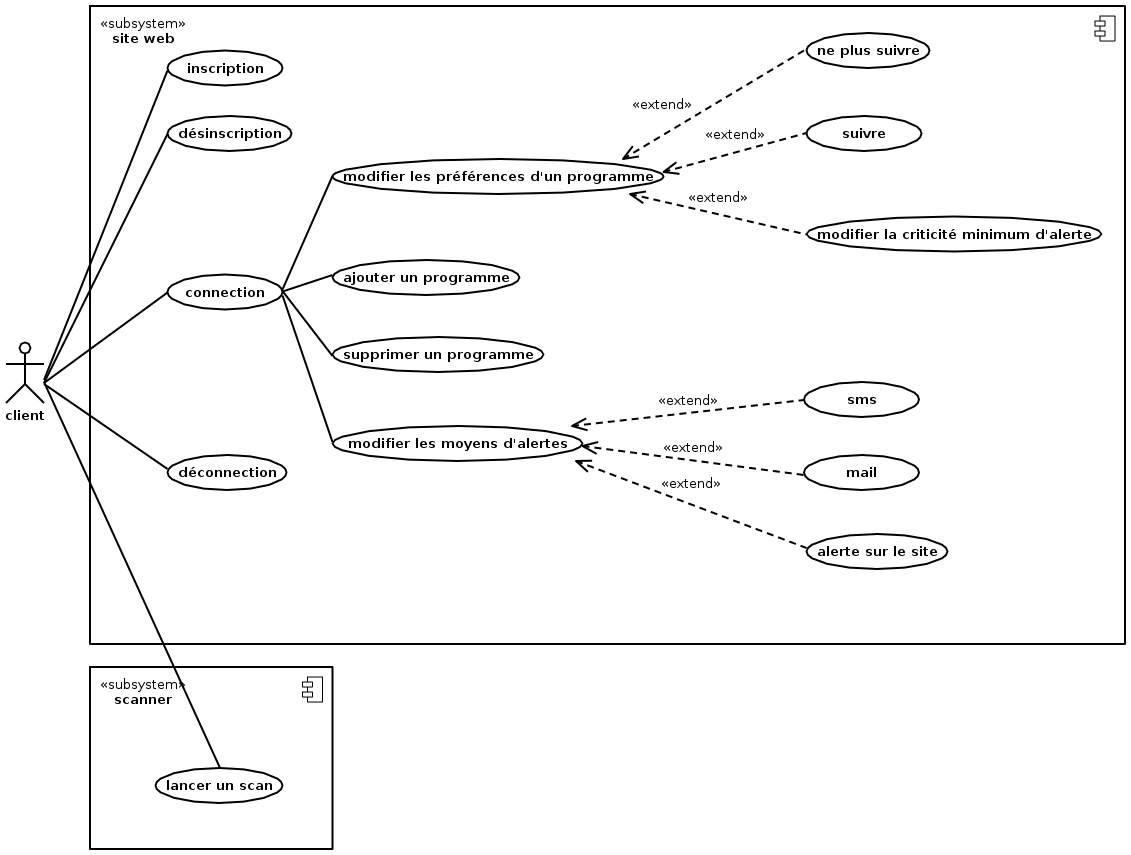 «subsystem»
site web
inscription
désinscription
connection
déconnection
client
modifier les préférences d'un programme
ajouter un programme
supprimer un programme
modifier les moyens d'alertes
«extend»
«extend»
«extend»
ne plus suivre
suivre
modifier la criticité minimum d'alerte
«extend»
«extend»
«extend»
sms
mail
alerte sur le site
«subsystem»
scanner
lancer un scan